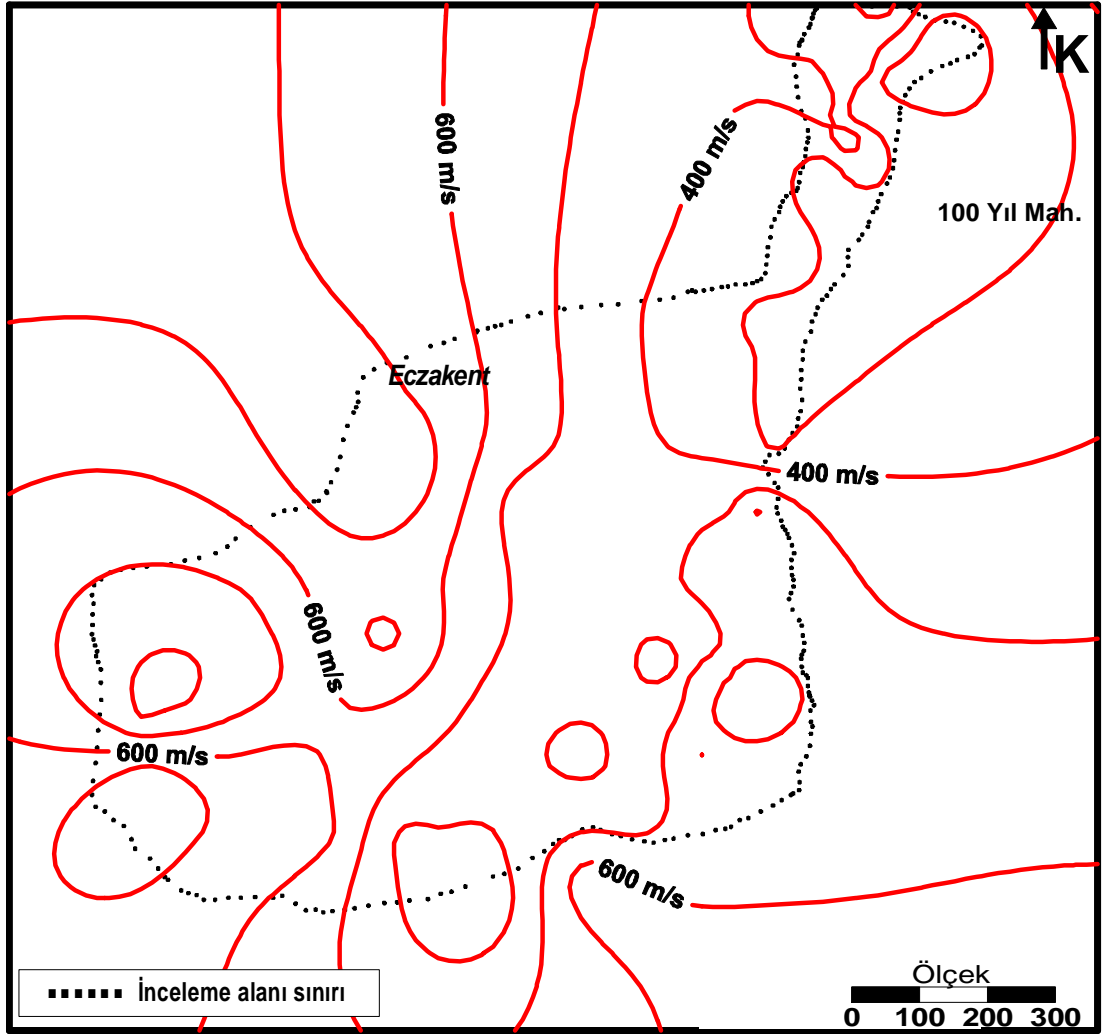 K
600 m/s
400 m/s
100 Yıl Mah.
Eczakent
400 m/s
600 m/s
600 m/s
600 m/s
İnceleme alanı sınırı
Ölçek
0 100 200 300